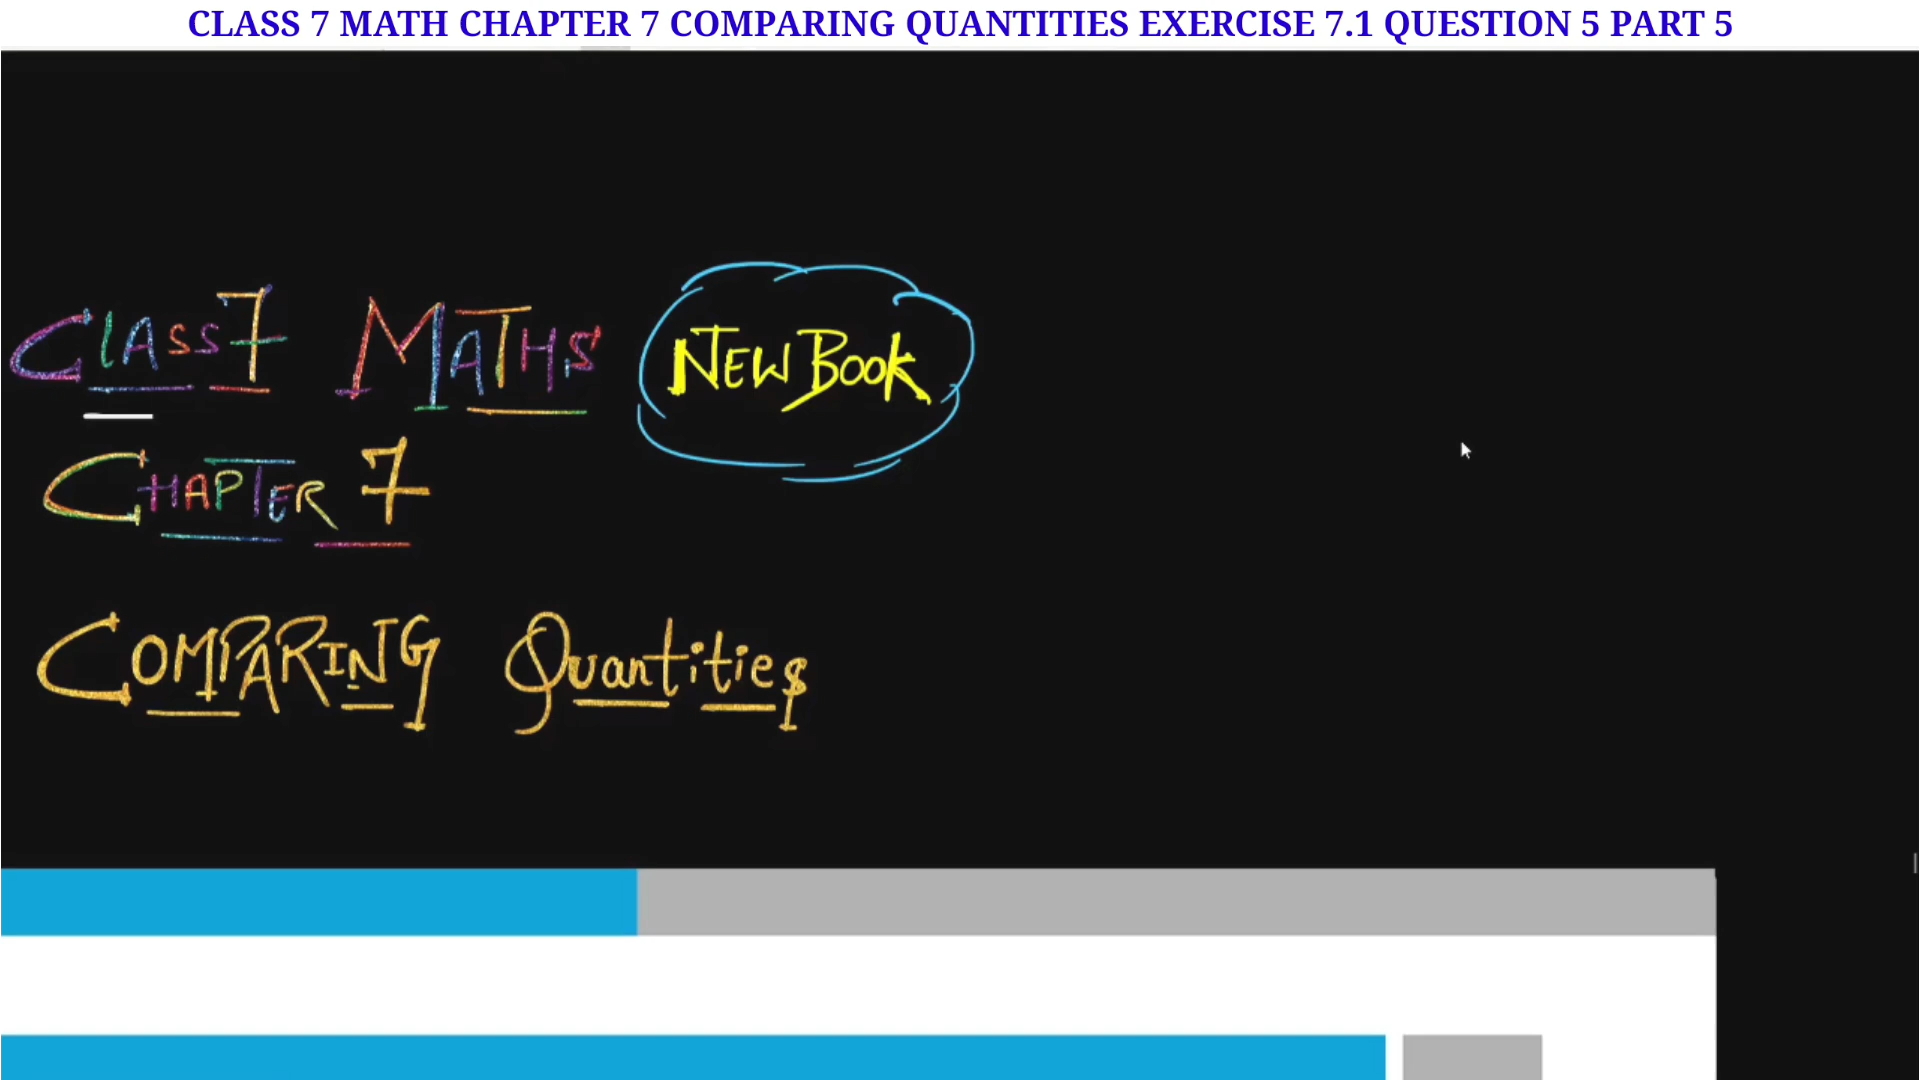 CLASS 7 MATH CHAPTER 7 COMPARING QUANTITIES EXERCISE 7.1 QUESTION 5 PART 5
CLASS 7 MATHS NEW BOOK
CHAPTER 7
COMPARING Quantities